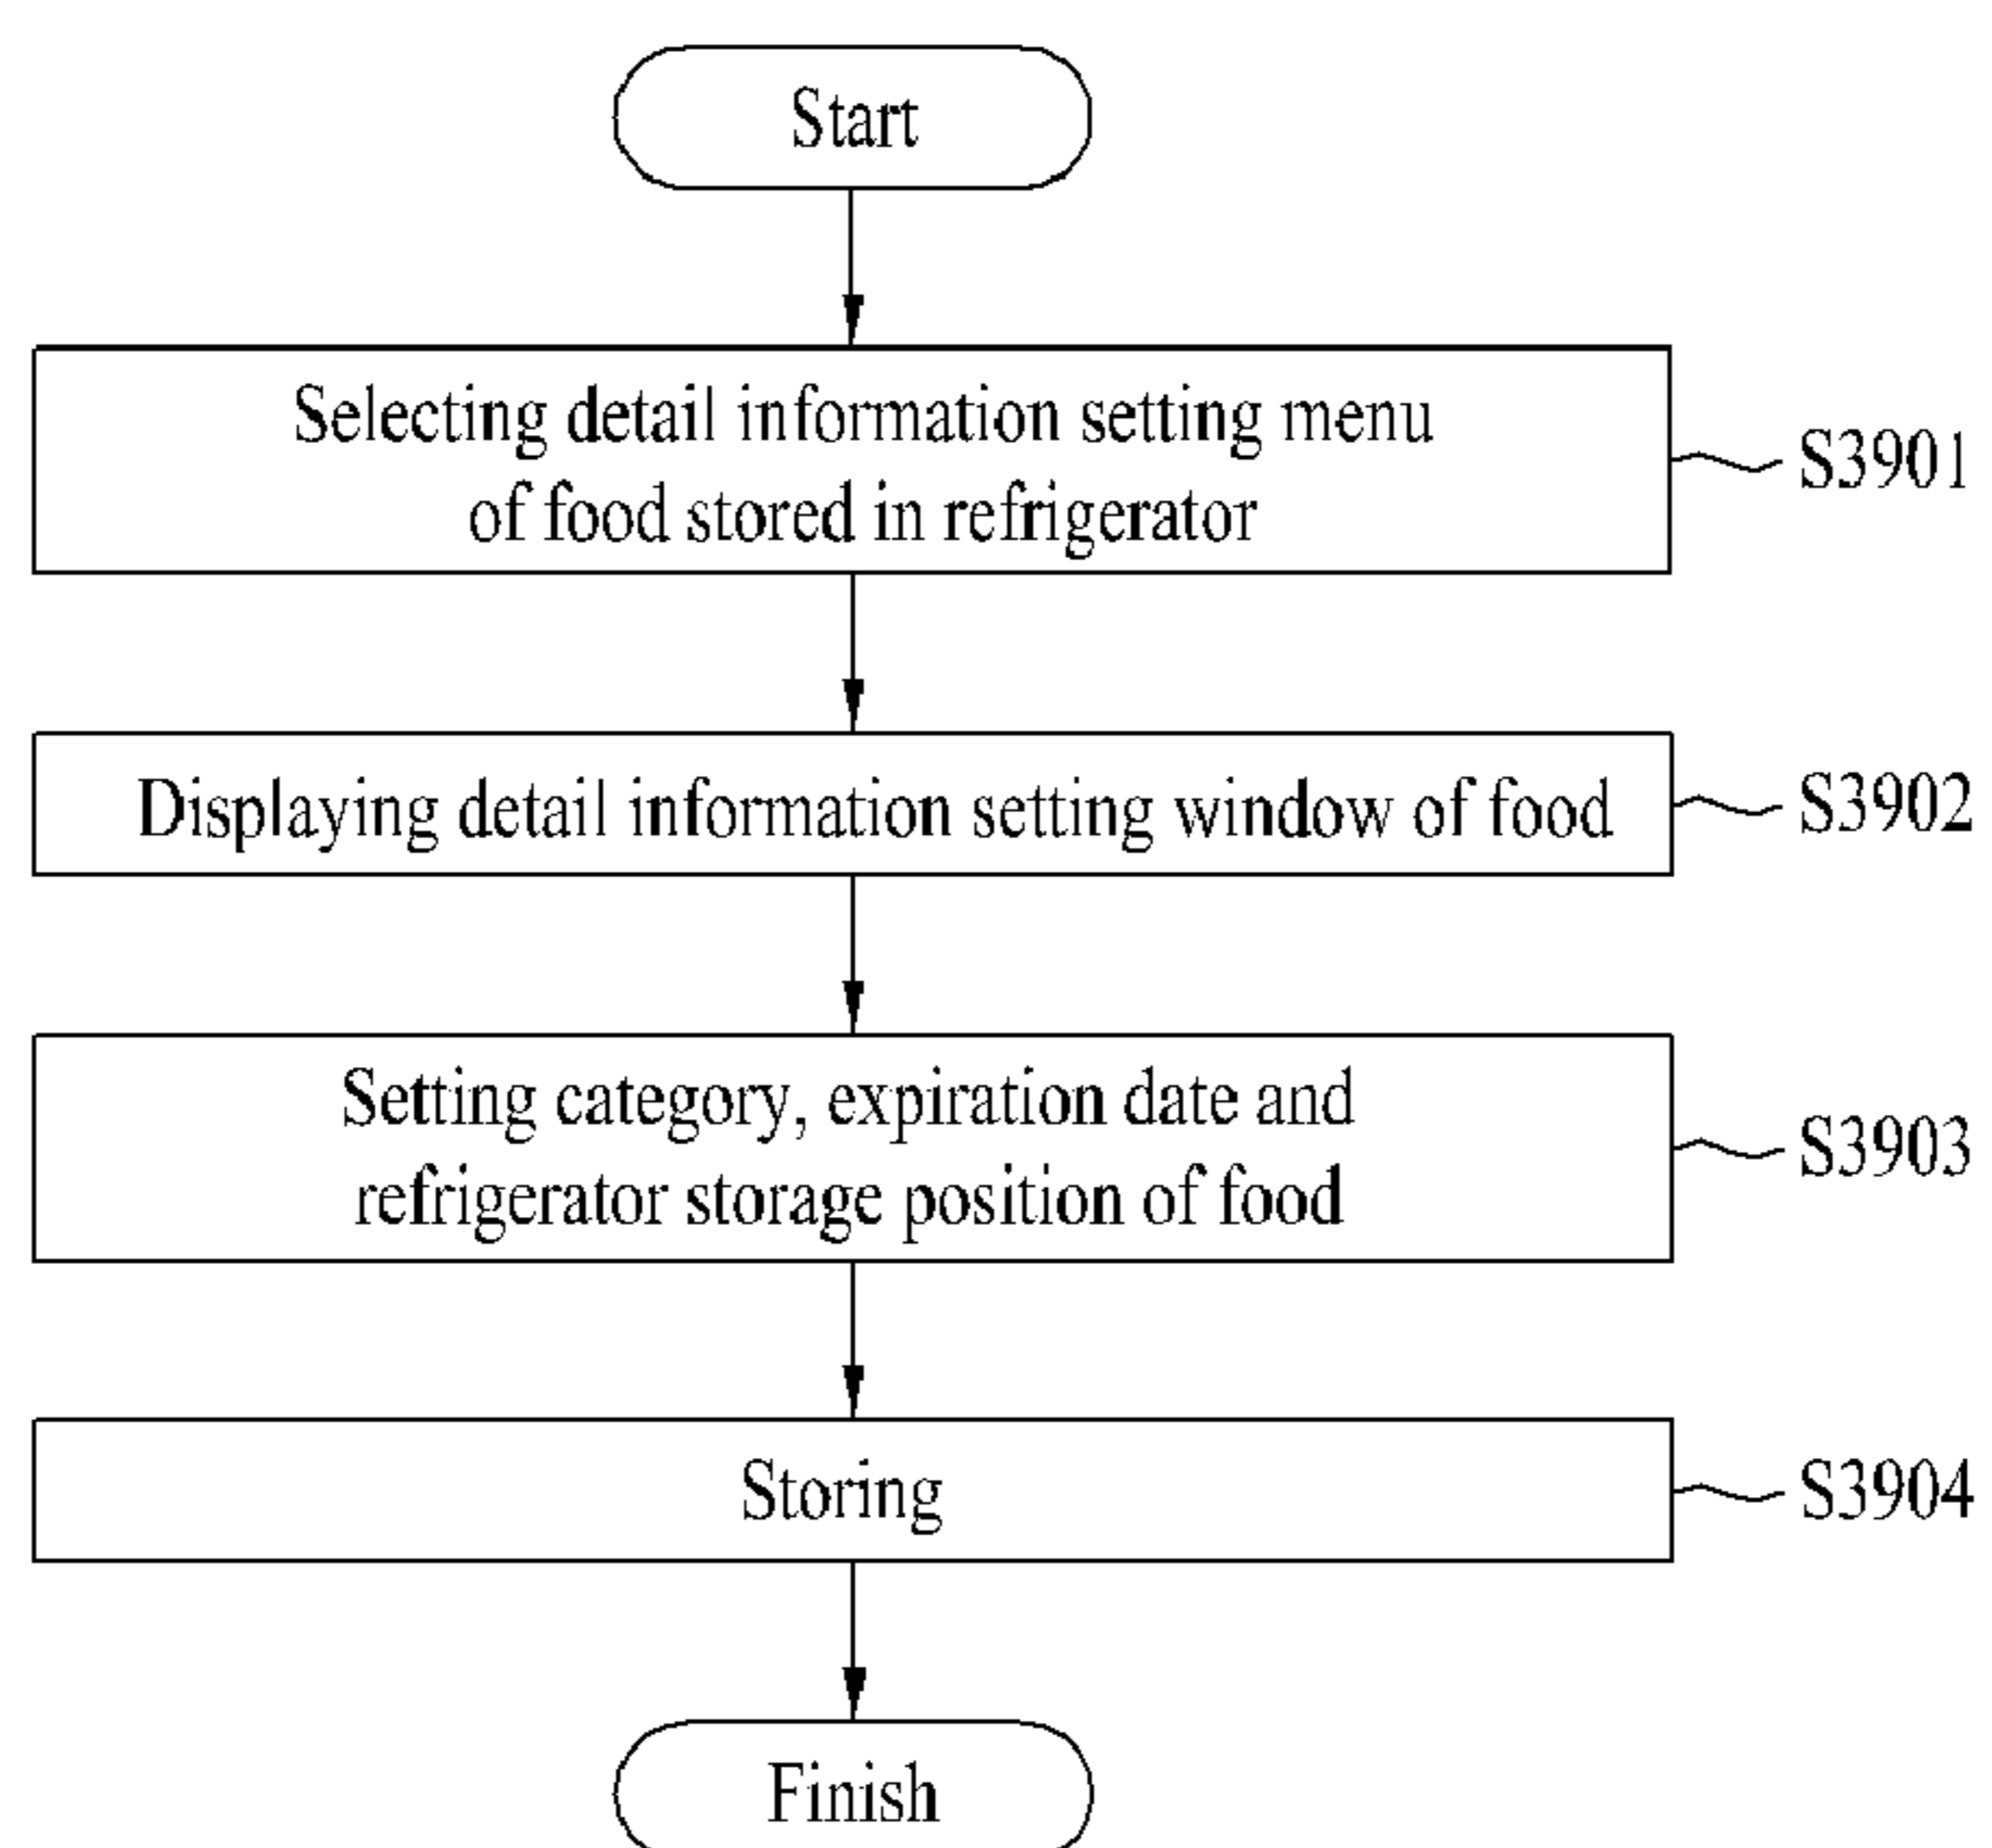 Start
Selecting detail information setting menu
of food stored in refrigerator
S3901
Displaying detail information setting window of food
S3902
Setting category, expiration date and
refrigerator storage position of food
S3903
Storing
S3904
Finish